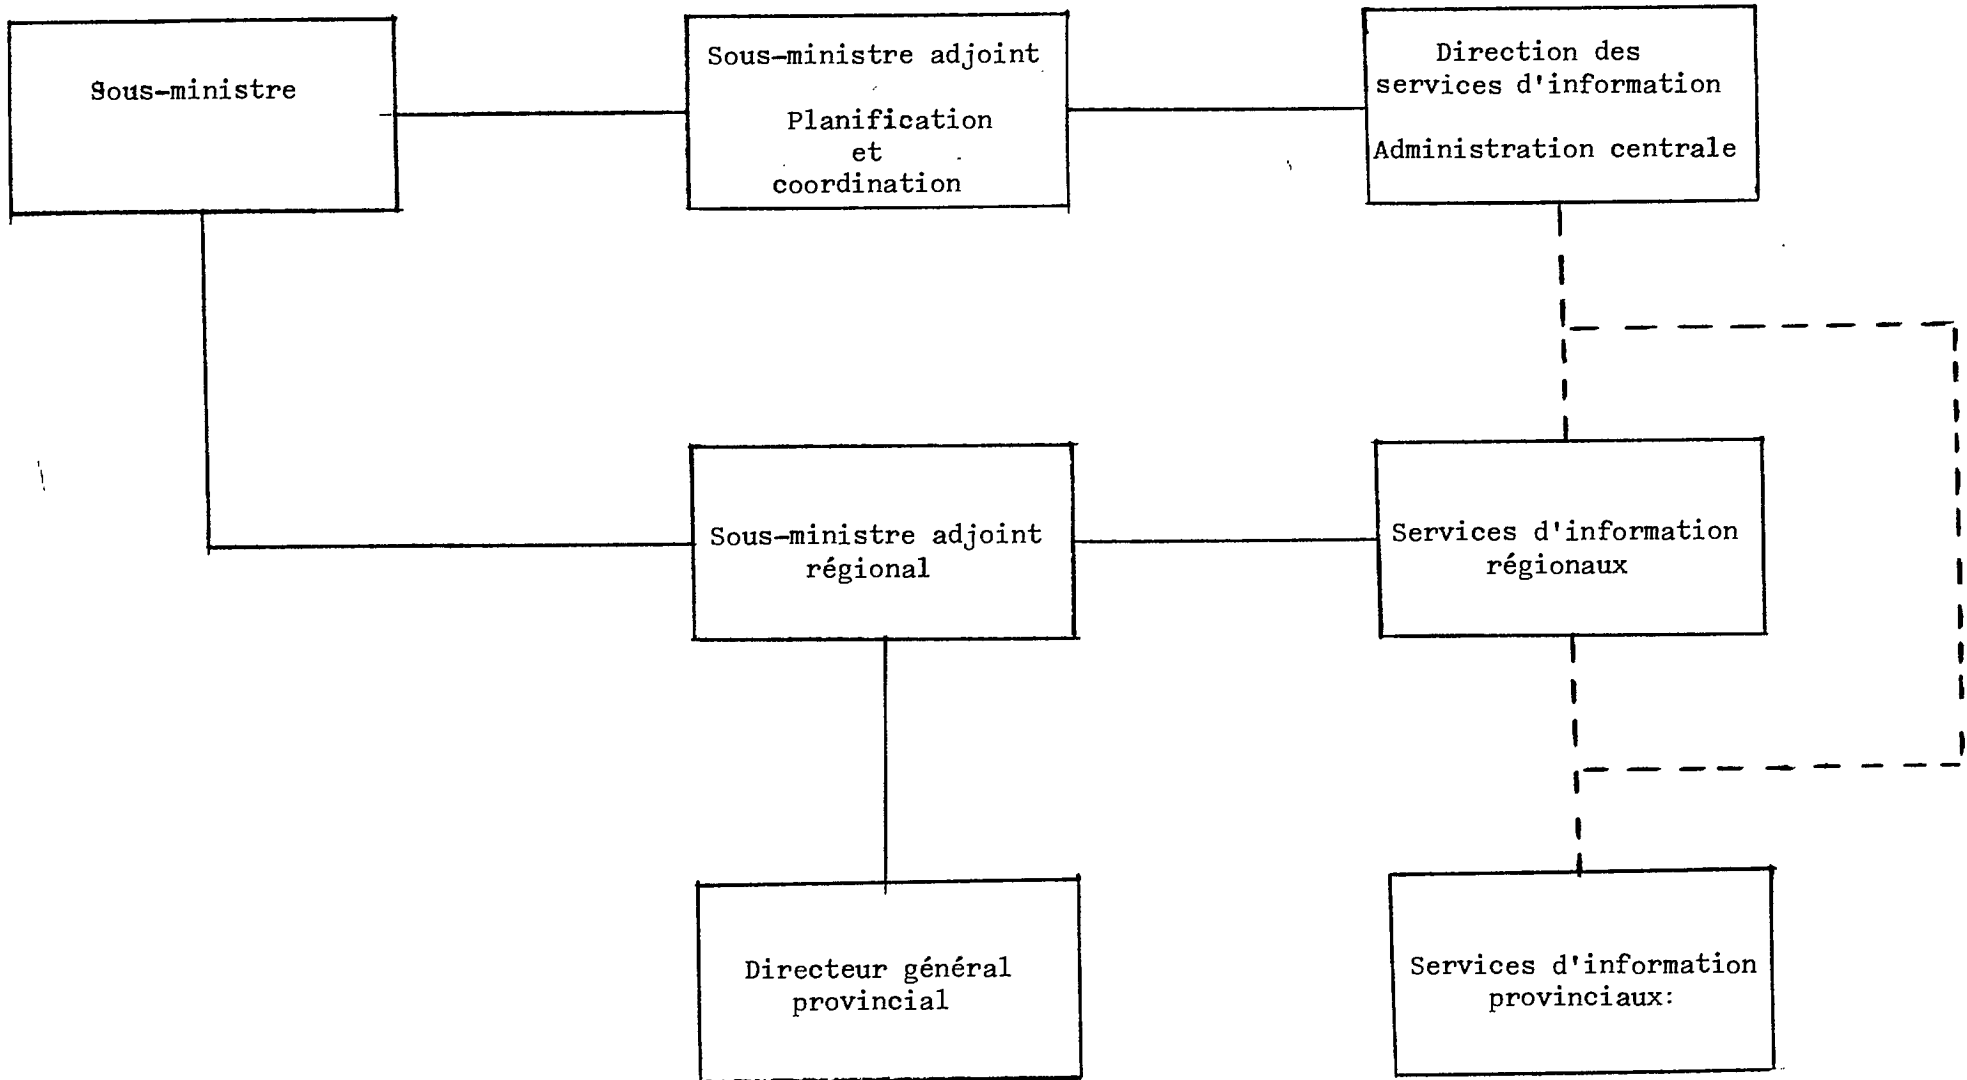 Sous-ministre
Sous-ministre adjoint
Planification
et
coordination
Direction des
services d'information
Administration centrale
Sous-ministre adjoint
régional
Services d'information
régionaux
Directeur général
provincial
Services d'information
provinciaux: